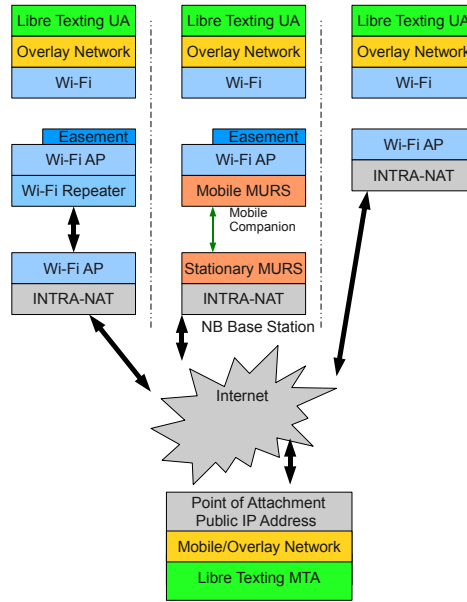 Libre Texting UA
Overlay Network
Wi-Fi
Easement
Wi-Fi AP
Wi-Fi Repeater
Wi-Fi AP
INTRA-NAT
Libre Texting UA
Overlay Network
Wi-Fi
Easement
Wi-Fi AP
Mobile MURS
Mobile
Companion
Stationary MURS
INTRA-NAT
NB Base Station
Libre Texting UA
Overlay Network
Wi-Fi
Wi-Fi AP
INTRA-NAT
Internet
Point of Attachment
Public IP Address
Mobile/Overlay Network
Libre Texting MTA